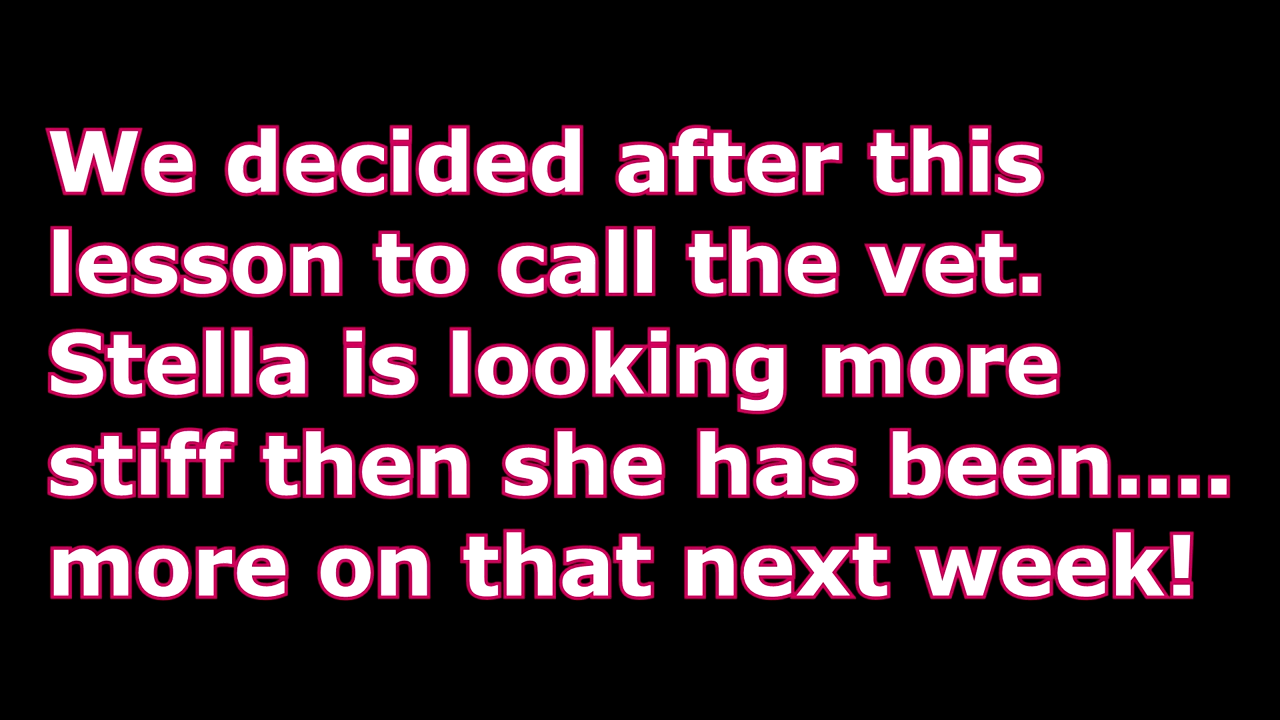 We decided after this
lesson to call the vet.
Stella is looking more
stiff then she has been....
more on that next week!